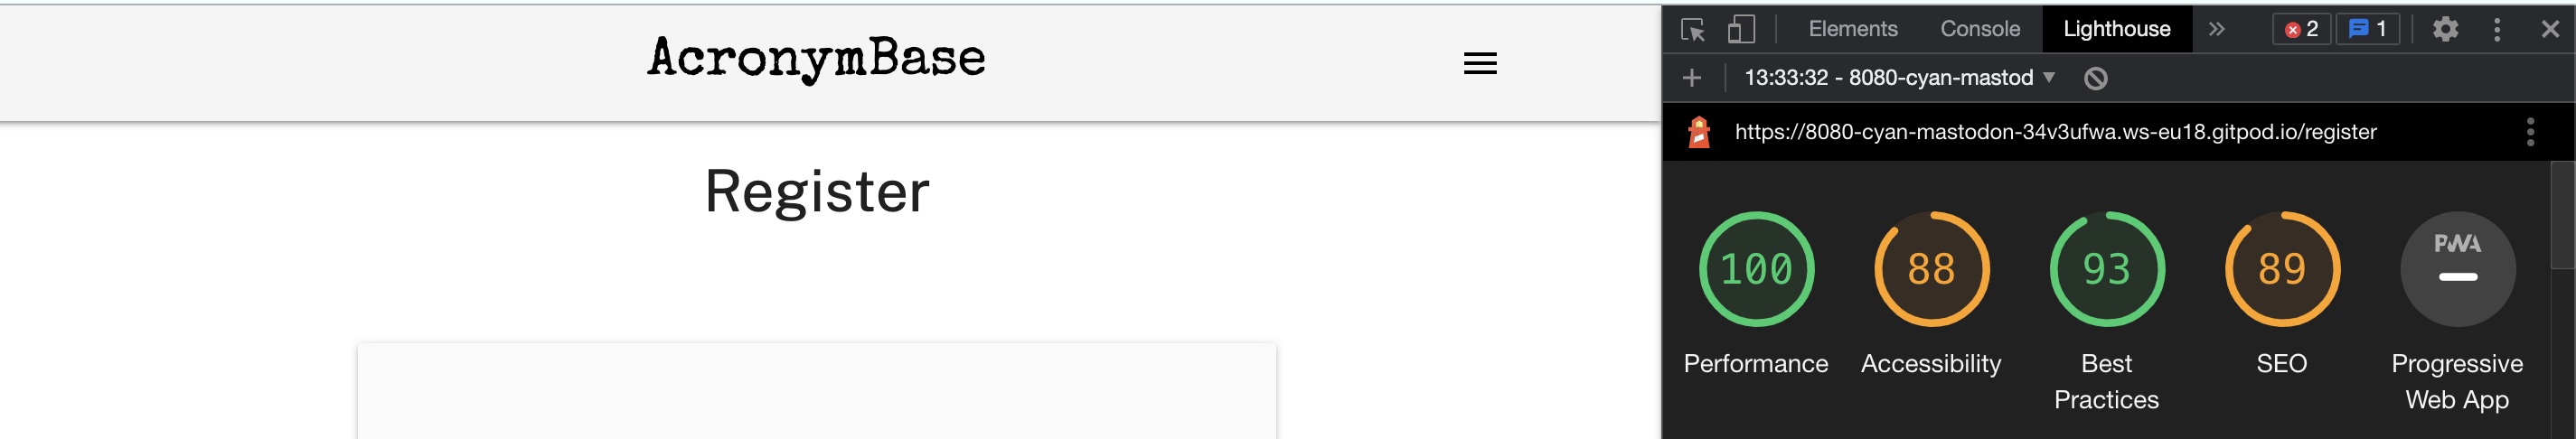 AcronymBase
Register
Elements Console Lighthouse 2 1
13:33:32 - 8080-cyan-mastod
https://8080-cyan-mastodon-34v3ufwa.ws-eu18.gitpod.io/register
100 88 93 89 PWA
Performance Accessibility Best Practices SEO Progressive Web App